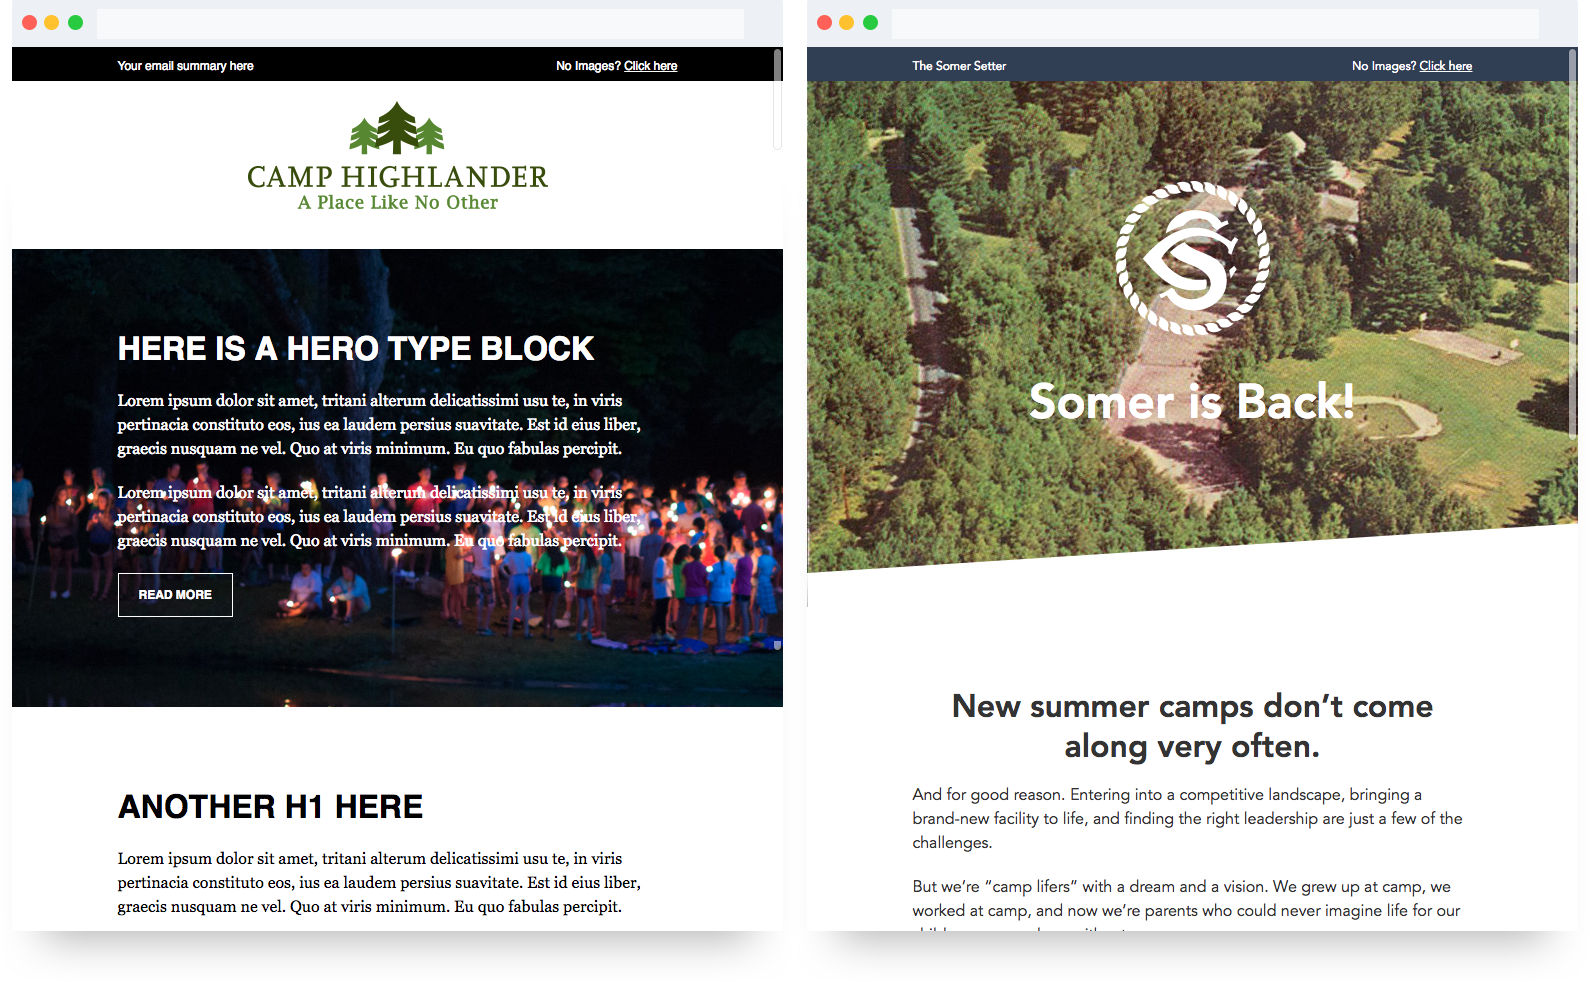 Your email summary here
No Images? Click here
CAMP HIGHLANDER
A Place Like No Other
HERE IS A HERO TYPE BLOCK
Lorem ipsum dolor sit amet, tritani alterum delicatissimi usu te, in viris
pertinacia constituto eos, ius ea laudem persius suavitate. Est id eius liber,
graecis nusquam ne vel. Quo at viris minimum. Eu quo fabulas percipit.
Lorem ipsum dolor sit amet, tritani alterum delicatissimi usu te, in viris
pertinacia constituto eos, ius ea laudem persius suavitate. Est id eius liber,
graecis nusquam ne vel. Quo at viris minimum. Eu quo fabulas percipit.
READ MORE
ANOTHER H1 HERE
Lorem ipsum dolor sit amet, tritani alterum delicatissimi usu te, in viris
pertinacia constituto eos, ius ea laudem persius suavitate. Est id eius liber,
graecis nusquam ne vel. Quo at viris minimum. Eu quo fabulas percipit.
The Somer Setter
No Images? Click here
Somer is Back!
New summer camps don’t come
along very often.
And for good reason. Entering into a competitive landscape, bringing a
brand-new facility to life, and finding the right leadership are just a few of the
challenges.
But we’re “camp lifers” with a dream and a vision. We grew up at camp, we
worked at camp, and now we’re parents who could never imagine life for our